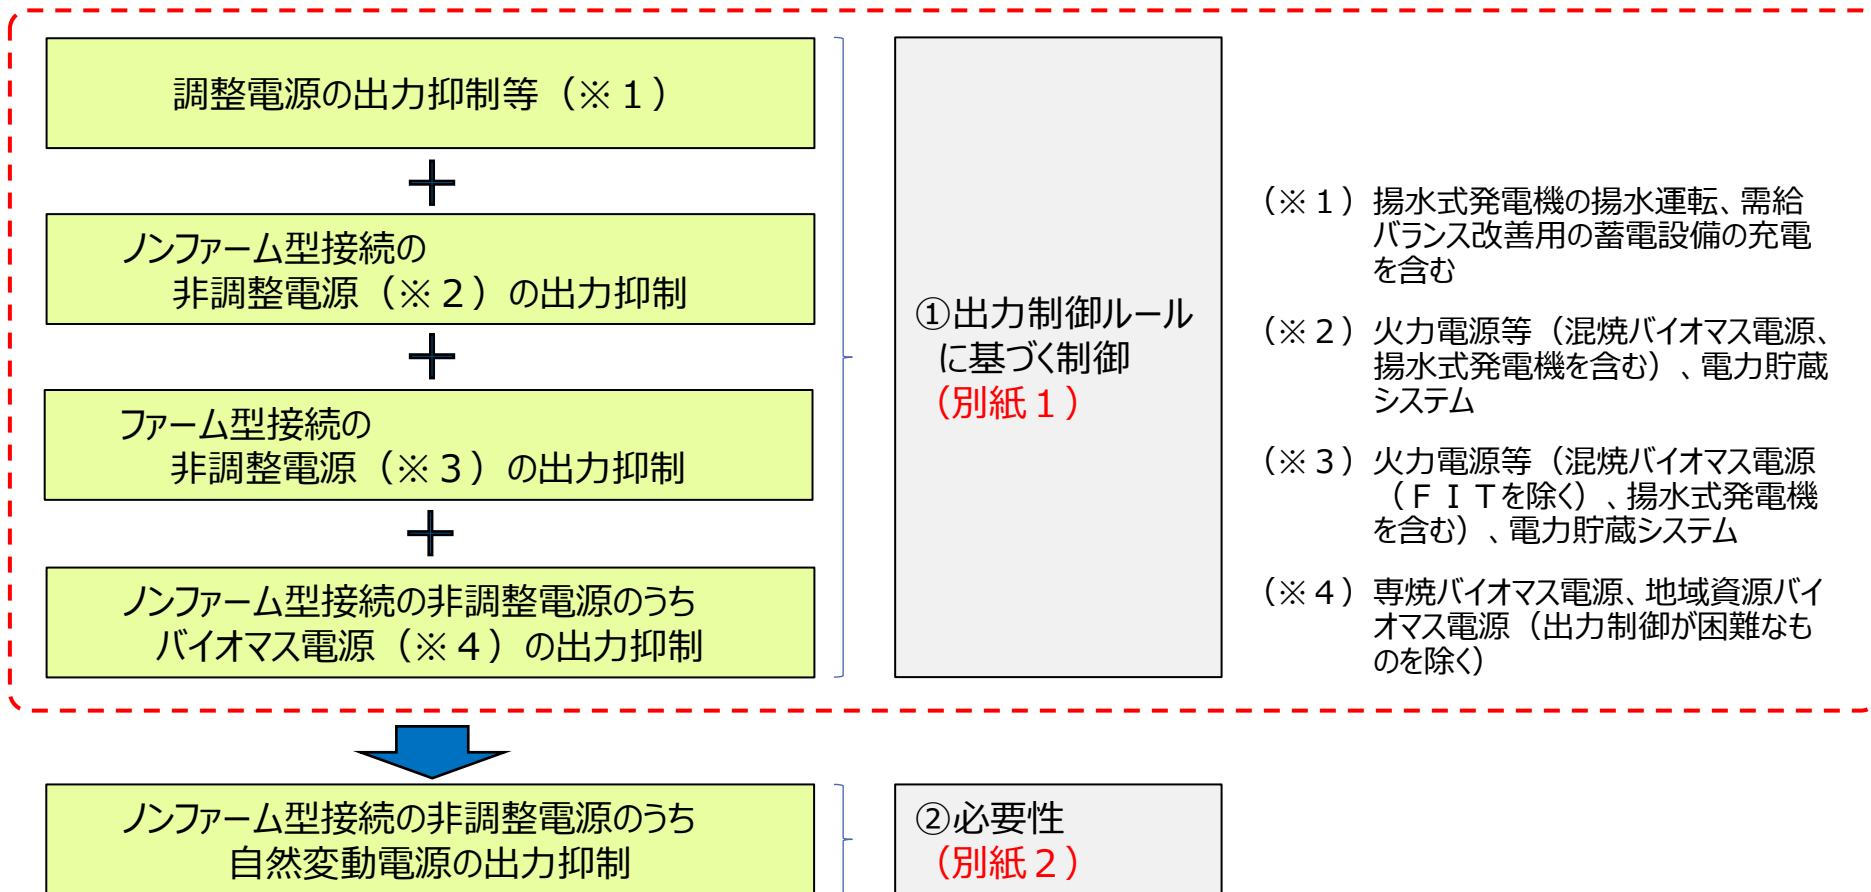 調整電源の出力抑制等（※１）
＋
ノンファーム型接続の
非調整電源（※２）の出力抑制
＋
ファーム型接続の
非調整電源（※３）の出力抑制
＋
ノンファーム型接続の非調整電源のうち
バイオマス電源（※４）の出力抑制
①出力制御ルール
に基づく制御
（別紙１）
（※１）揚水式発電機の揚水運転、需給
バランス改善用の蓄電設備の充電
を含む
（※２）火力電源等（混焼バイオマス電源、
揚水式発電機を含む）、電力貯蔵
システム
（※３）火力電源等（混焼バイオマス電源
（ＦＩＴを除く）、揚水式発電機
を含む）、電力貯蔵システム
（※４）専焼バイオマス電源、地域資源バイ
オマス電源（出力制御が困難なも
のを除く）
ノンファーム型接続の非調整電源のうち
自然変動電源の出力抑制
②必要性
（別紙２）